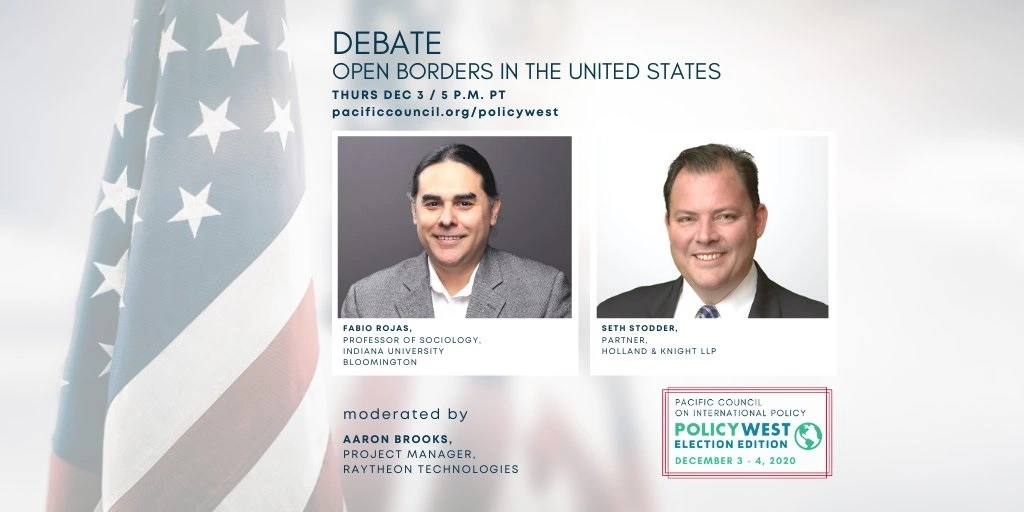 DEBATE
OPEN BORDERS IN THE UNITED STATES
THURS DEC 3 / 5 P.M. PT
pacificcouncil.org/policywest
FABIO ROJAS,
PROFESSOR OF SOCIOLOGY,
INDIANA UNIVERSITY
BLOOMINGTON
SETH STODDER,
PARTNER,
HOLLAND & KNIGHT LLP
moderated by
AARON BROOKS,
PROJECT MANAGER,
RAYTHEON TECHNOLOGIES
PACIFIC COUNCIL
ON INTERNATIONAL POLICY
POLICYWEST
ELECTION EDITION
DECEMBER 3 - 4, 2020